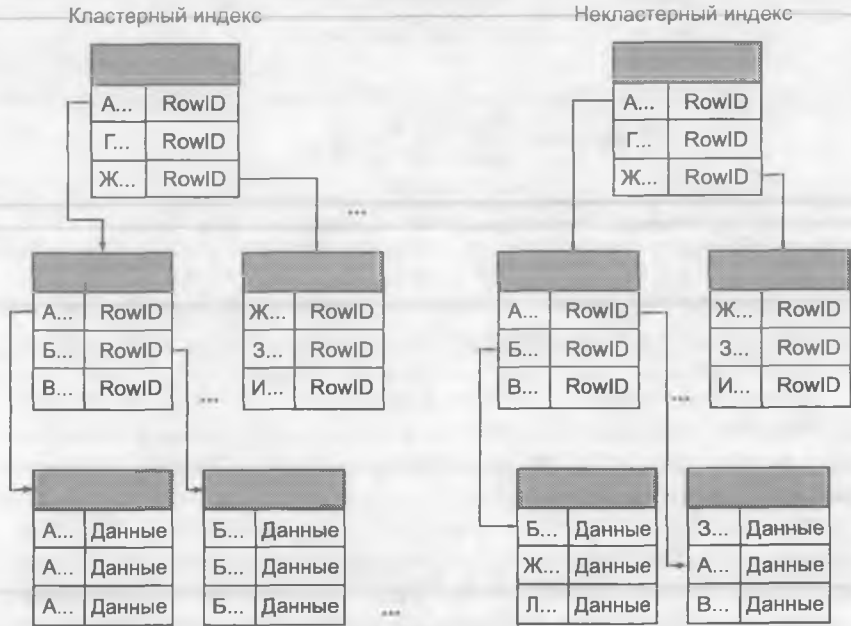 Кластерный индекс
Некластерный индекс
А... RowID
Г... RowID
Ж... RowID
...
А... RowID
Г... RowID
Ж... RowID
А... RowID
Б... RowID
В... RowID
...
Ж... RowID
З... RowID
И... RowID
А... RowID
Б... RowID
В... RowID
...
Ж... RowID
З... RowID
И... RowID
А... Данные
А... Данные
А... Данные
Б... Данные
Б... Данные
Б... Данные
...
Б... Данные
Ж... Данные
Л... Данные
З... Данные
А... Данные
В... Данные